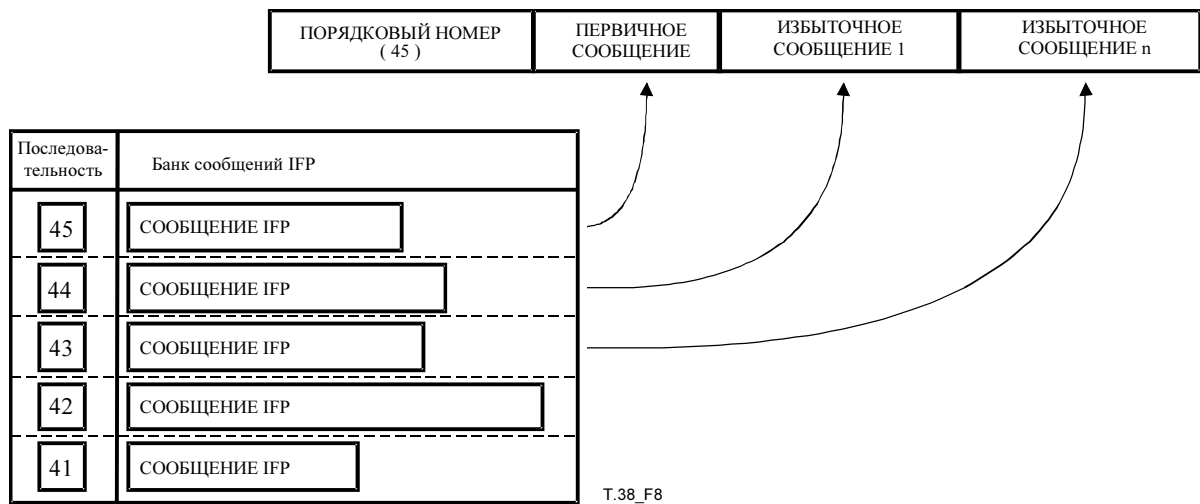 ПОРЯДКОВЫЙ НОМЕР
( 45 )
ПЕРВИЧНОЕ
СООБЩЕНИЕ
ИЗБЫТОЧНОЕ
СООБЩЕНИЕ 1
ИЗБЫТОЧНОЕ
СООБЩЕНИЕ n
Последова-
тельность
Банк сообщений IFP
45
СООБЩЕНИЕ IFP
44
СООБЩЕНИЕ IFP
43
СООБЩЕНИЕ IFP
42
СООБЩЕНИЕ IFP
41
СООБЩЕНИЕ IFP
T.38_F8